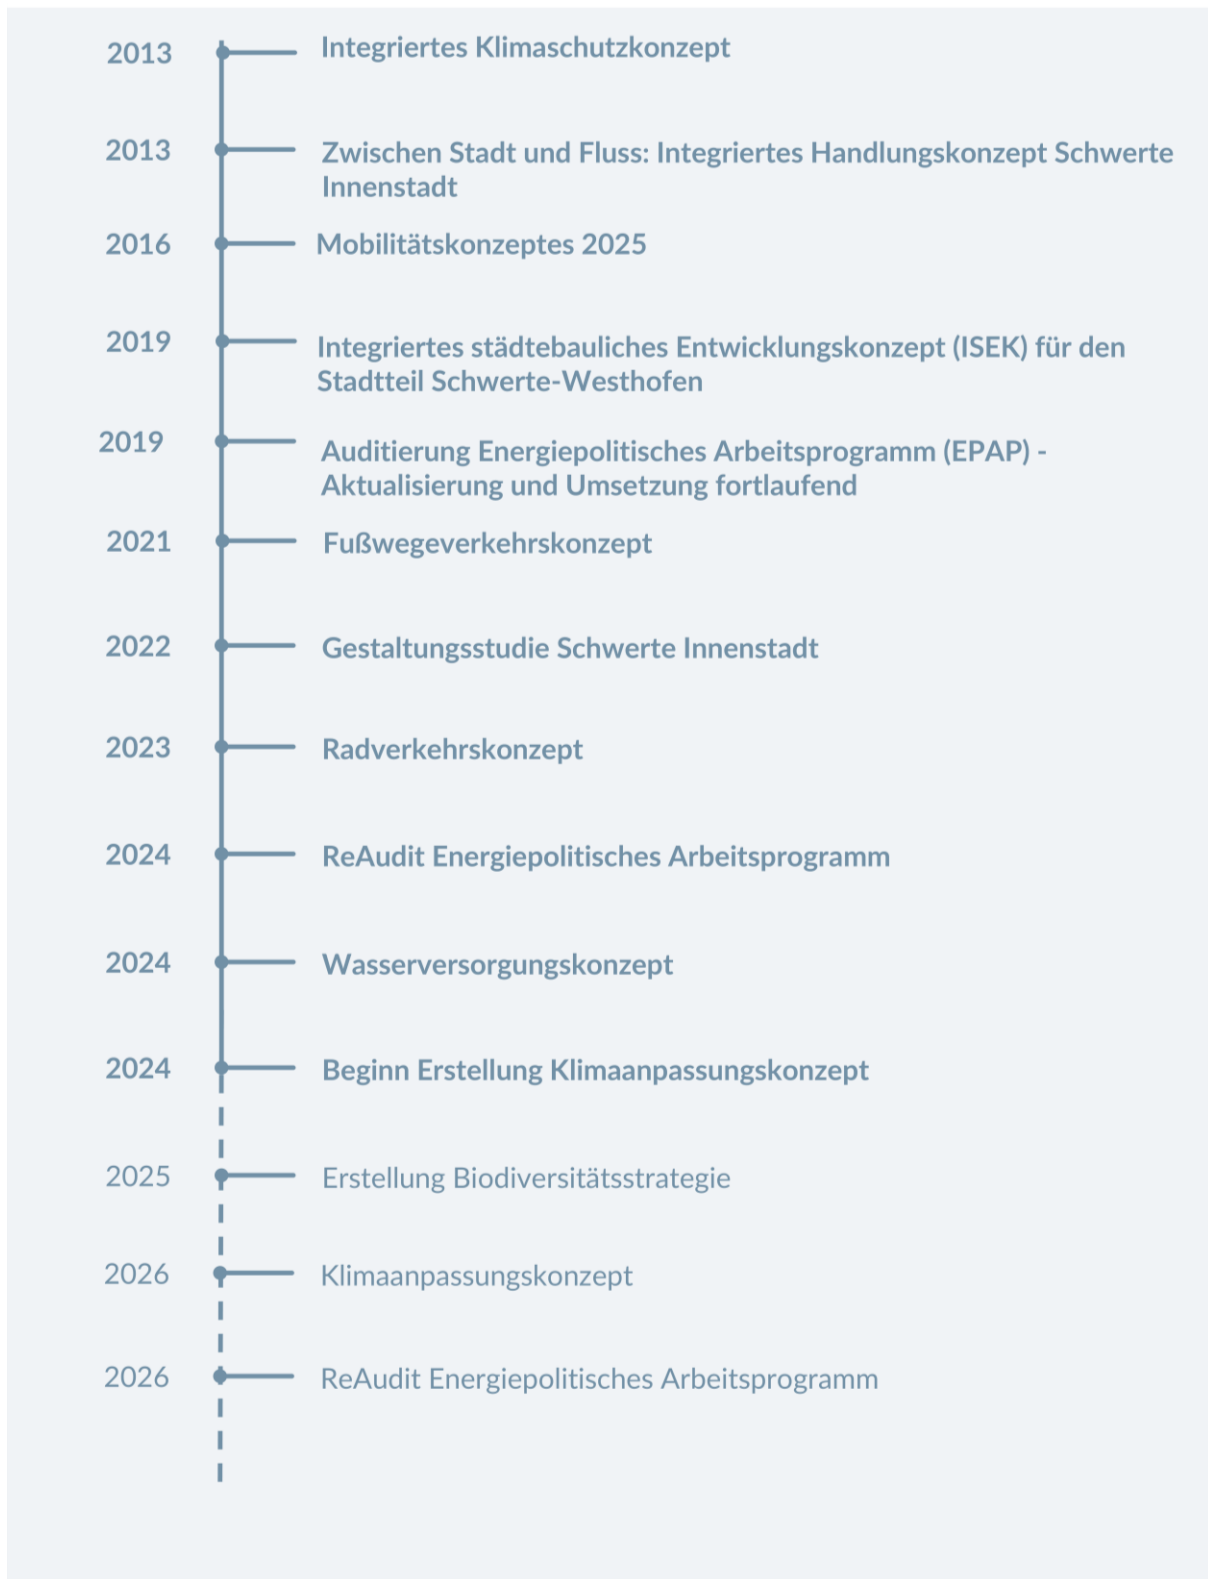 2013 Integriertes Klimaschutzkonzept
2013 Zwischen Stadt und Fluss: Integriertes Handlungskonzept Schwerte
Innenstadt
2016 Mobilitätskonzeptes 2025
2019 Integriertes städtebauliches Entwicklungskonzept (ISEK) für den
Stadtteil Schwerte-Westhofen
2019 Auditierung Energiepolitisches Arbeitsprogramm (EPAP) -
Aktualisierung und Umsetzung fortlaufend
2021 Fußwegeverkehrskonzept
2022 Gestaltungsstudie Schwerte Innenstadt
2023 Radverkehrskonzept
2024 ReAudit Energiepolitisches Arbeitsprogramm
2024 Wasserversorgungskonzept
2024 Beginn Erstellung Klimaanpassungskonzept
2025 Erstellung Biodiversitätsstrategie
2026 Klimaanpassungskonzept
2026 ReAudit Energiepolitisches Arbeitsprogramm